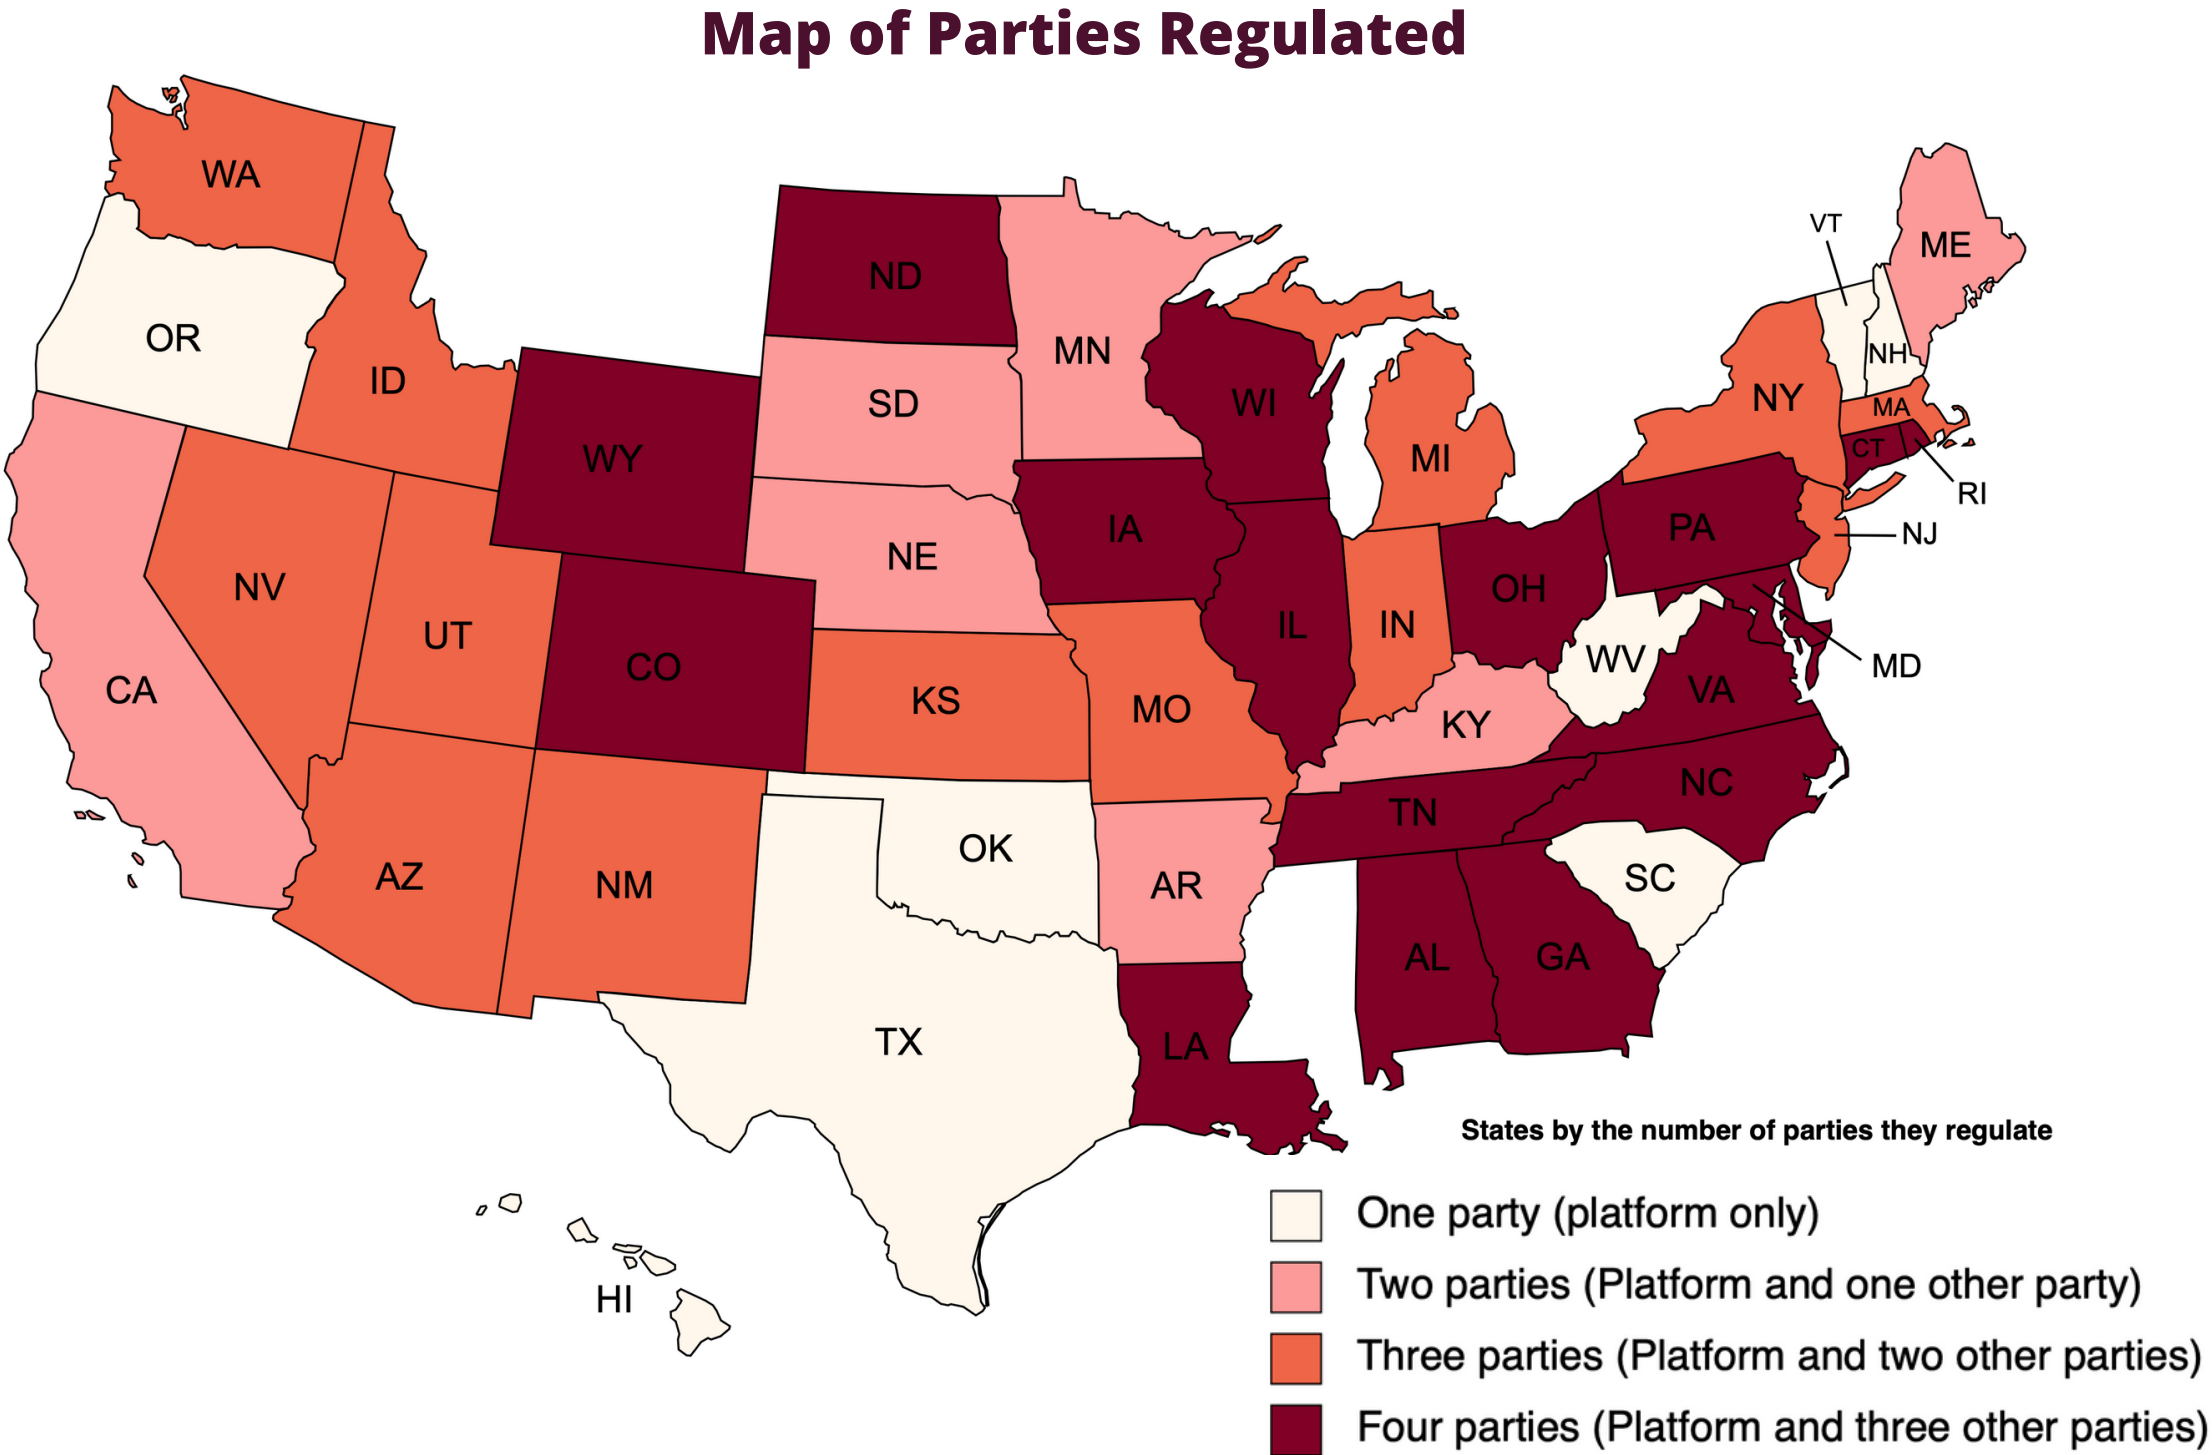 Map of Parties Regulated
WA
VT
ME
ND
OR
MN
NH
ID
SD
WI
NY
MA
WY
MI
CT
RI
IA
PA
NJ
NE
NV
OH
UT
IL
IN
CO
WV
MD
CA
KS
MO
KY
VA
NC
TN
OK
AZ
NM
AR
SC
AL
GA
TX
LA
States by the number of parties they regulate
One party (platform only)
HI
Two parties (Platform and one other party)
Three parties (Platform and two other parties)
Four parties (Platform and three other parties)